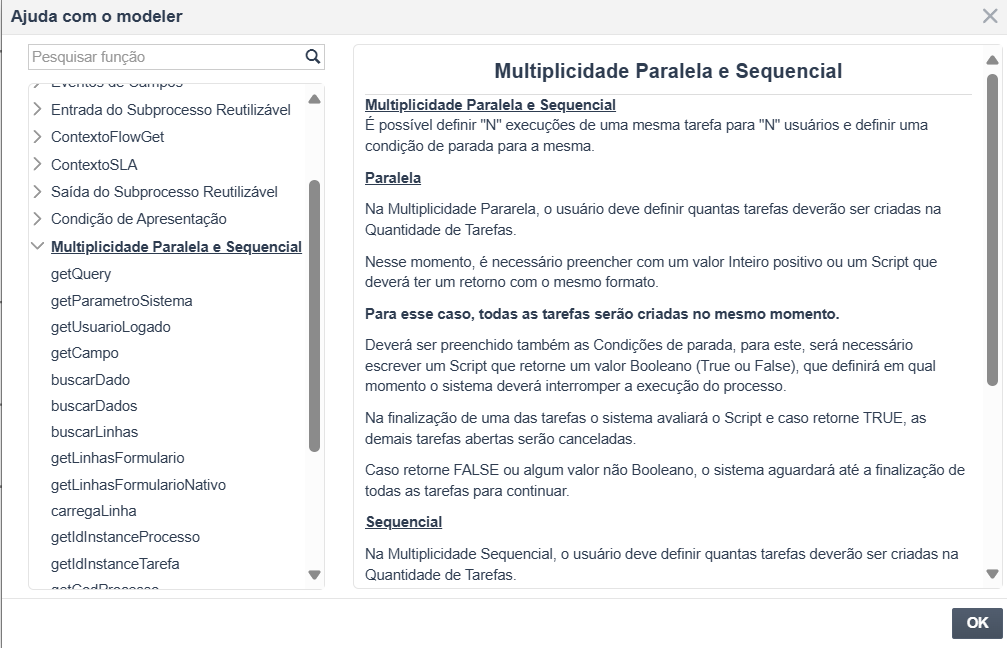 Ajuda com o modeler
Pesquisar função
Eventos de Campos
Entrada do Subprocesso Reutilizável
ContextoFlowGet
ContextoSLA
Saída do Subprocesso Reutilizável
Condição de Apresentação
Multiplicidade Paralela e Sequencial
getQuery
getParametroSistema
getUsuarioLogado
getCampo
buscarDado
buscarDados
buscarLinhas
getLinhasFormulario
getLinhasFormularioNativo
carregaLinha
getIdInstanceProcesso
getIdInstanceTarefa
getCodProcesso
Multiplicidade Paralela e Sequencial
Multiplicidade Paralela e Sequencial
É possível definir "N" execuções de uma mesma tarefa para "N" usuários e definir uma
condição de parada para a mesma.
Paralela
Na Multiplicidade Pararela, o usuário deve definir quantas tarefas deverão ser criadas na
Quantidade de Tarefas.
Nesse momento, é necessário preencher com um valor Inteiro positivo ou um Script que
deverá ter um retorno com o mesmo formato.
Para esse caso, todas as tarefas serão criadas no mesmo momento.
Deverá ser preenchido também as Condições de parada, para este, será necessário
escrever um Script que retorne um valor Booleano (True ou False), que definirá em qual
momento o sistema deverá interromper a execução do processo.
Na finalização de uma das tarefas o sistema avaliará o Script e caso retorne TRUE, as
demais tarefas abertas serão canceladas.
Caso retorne FALSE ou algum valor não Booleano, o sistema aguardará até a finalização de
todas as tarefas para continuar.
Sequencial
Na Multiplicidade Sequencial, o usuário deve definir quantas tarefas deverão ser criadas na
Quantidade de Tarefas.
OK